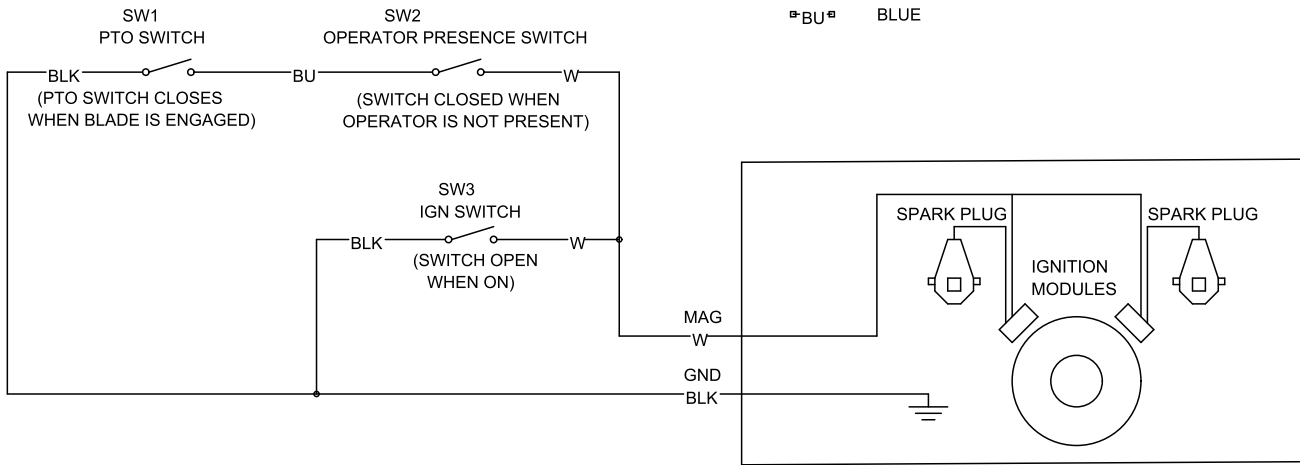 SW1
PTO SWITCH
SW2
OPERATOR PRESENCE SWITCH
BU BLUE
BLK
BU
W
(PTO SWITCH CLOSES
WHEN BLADE IS ENGAGED)
(SWITCH CLOSED WHEN
OPERATOR IS NOT PRESENT)
SW3
IGN SWITCH
BLK
W
(SWITCH OPEN
WHEN ON)
SPARK PLUG
SPARK PLUG
IGNITION
MODULES
MAG
W
GND
BLK